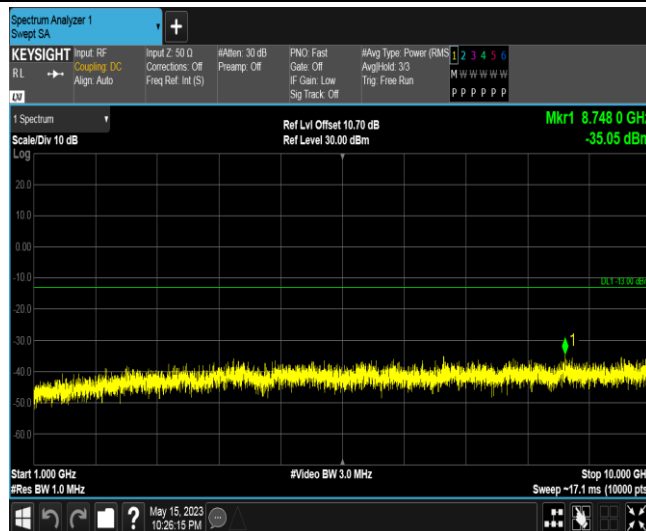 Spectrum Analyzer 1
Swept SA
KEYSIGHT
RL
LXI
Input: RF
Coupling: DC
Align: Auto
Input Z: 50 Ω
Corrections: Off
Freq Ref: Int (S)
#Atten: 30 dB
Preamp: Off
PNO: Fast
Gate: Off
IF Gain: Low
Sig Track: Off
#Avg Type: Power (RMS
Avg|Hold: 3/3
Trig: Free Run
1 2 3 4 5 6
M W W W W W
P P P P P P
1 Spectrum
Scale/Div 10 dB
Log
Ref Lvl Offset 10.70 dB
Ref Level 30.00 dBm
Mkr1 8.748 0 GHz
-35.05 dBm
20.0
10.0
0.00
-10.0
DL1 -13.00 dBm
-20.0
-30.0
1
-40.0
-50.0
-60.0
Start 1.000 GHz
#Res BW 1.0 MHz
#Video BW 3.0 MHz
Stop 10.000 GHz
Sweep ~17.1 ms (10000 pts
?
May 15, 2023
10:26:15 PM